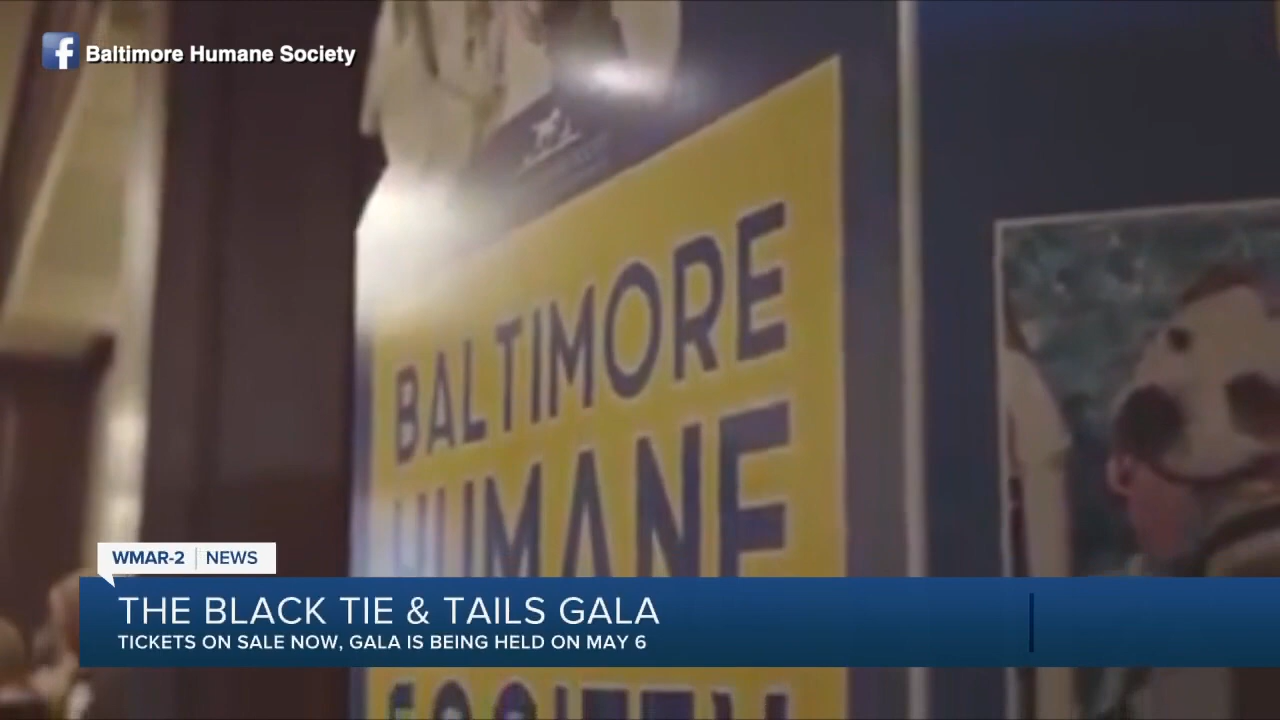 f Baltimore Humane Society
BALTIMORE
HUMANE
SOCIETY
WMAR-2 | NEWS
THE BLACK TIE & TAILS GALA
TICKETS ON SALE NOW, GALA IS BEING HELD ON MAY 6